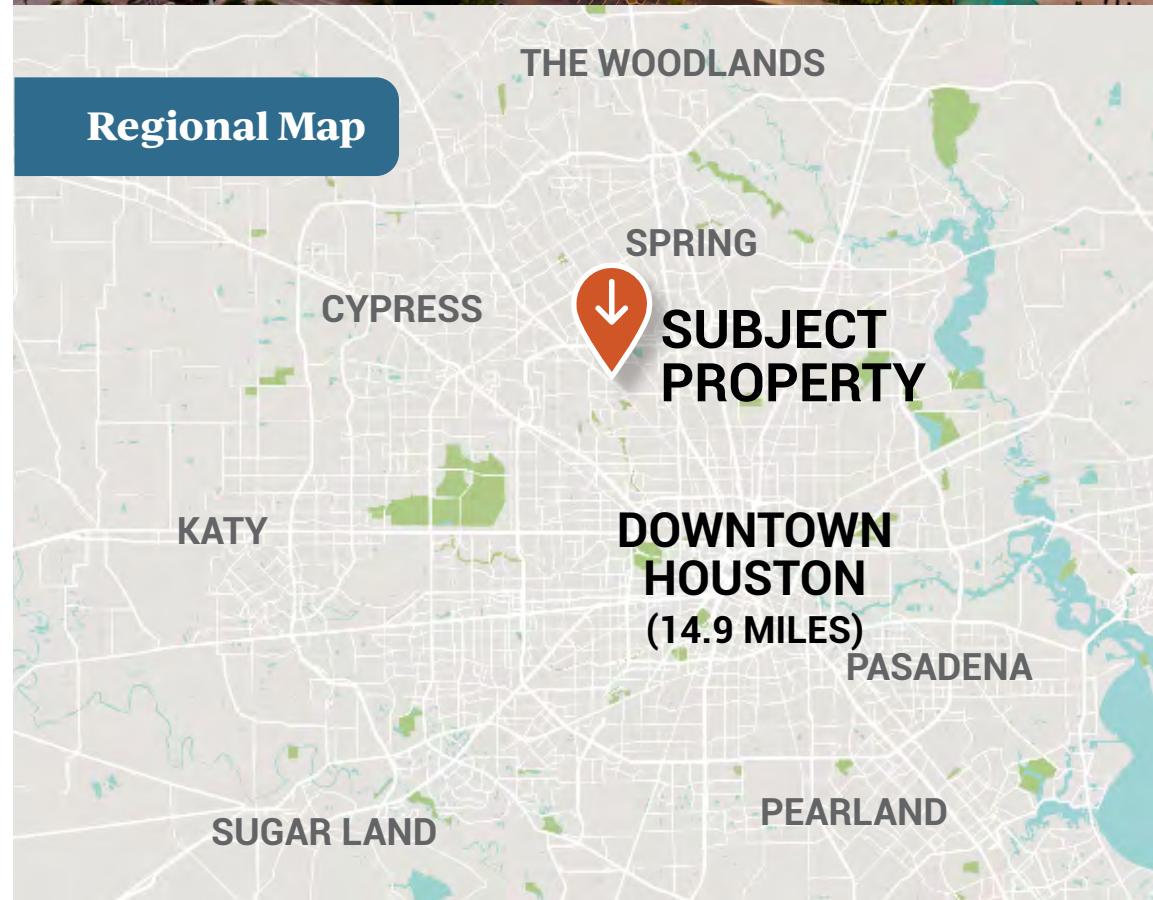 THE WOODLANDS
Regional Map
SPRING
CYPRESS
SUBJECT
PROPERTY
KATY
DOWNTOWN
HOUSTON
(14.9 MILES)
PASADENA
PEARLAND
SUGAR LAND